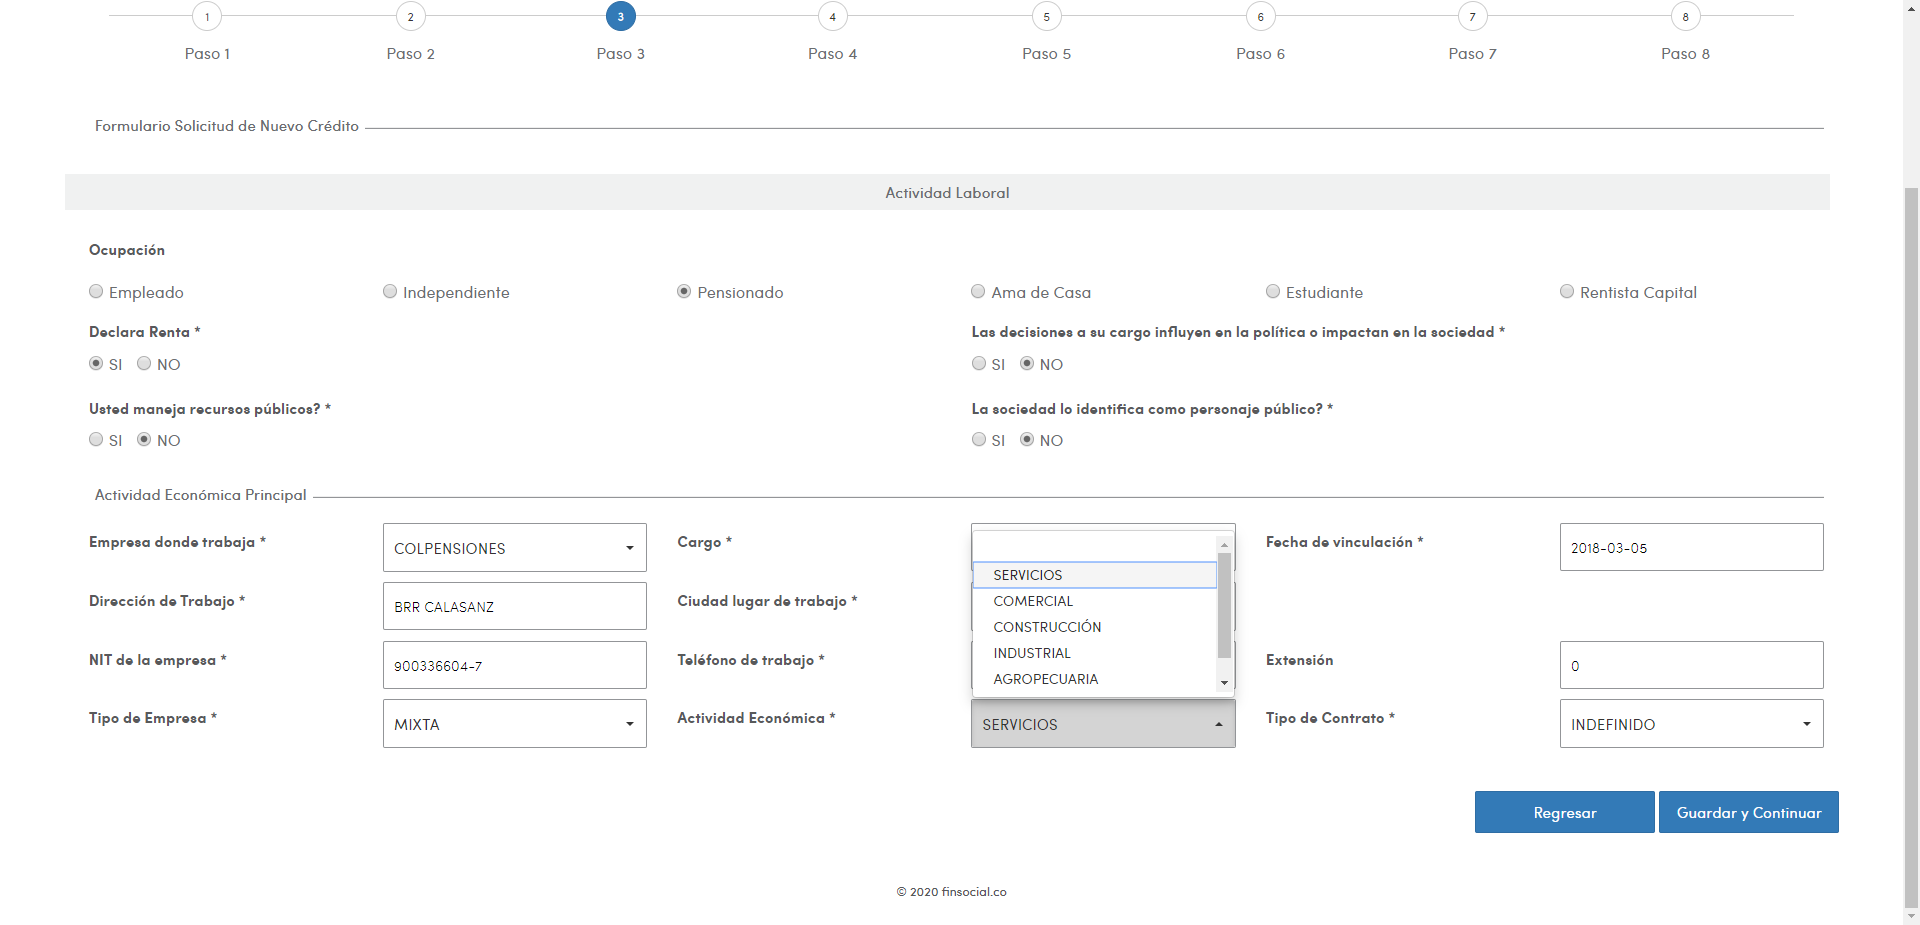 1 2 3 4 5 6 7 8
Paso 1 Paso 2 Paso 3 Paso 4 Paso 5 Paso 6 Paso 7 Paso 8
Formulario Solicitud de Nuevo Crédito
Actividad Laboral
Ocupación
Empleado Independiente Pensionado Ama de Casa Estudiante Rentista Capital
Declara Renta * Las decisiones a su cargo influyen en la política o impactan en la sociedad *
SI NO SI NO
Usted maneja recursos públicos? * La sociedad lo identifica como personaje público? *
SI NO SI NO
Actividad Económica Principal
Empresa donde trabaja * COLPENSIONES Cargo * Fecha de vinculación * 2018-03-05
SERVICIOS
Dirección de Trabajo * BRR CALASANZ Ciudad lugar de trabajo * COMERCIAL
CONSTRUCCIÓN
NIT de la empresa * 900336604-7 Teléfono de trabajo * INDUSTRIAL Extensión 0
AGROPECUARIA
Tipo de Empresa * MIXTA Actividad Económica * SERVICIOS Tipo de Contrato * INDEFINIDO
Regresar Guardar y Continuar
© 2020 finsocial.co